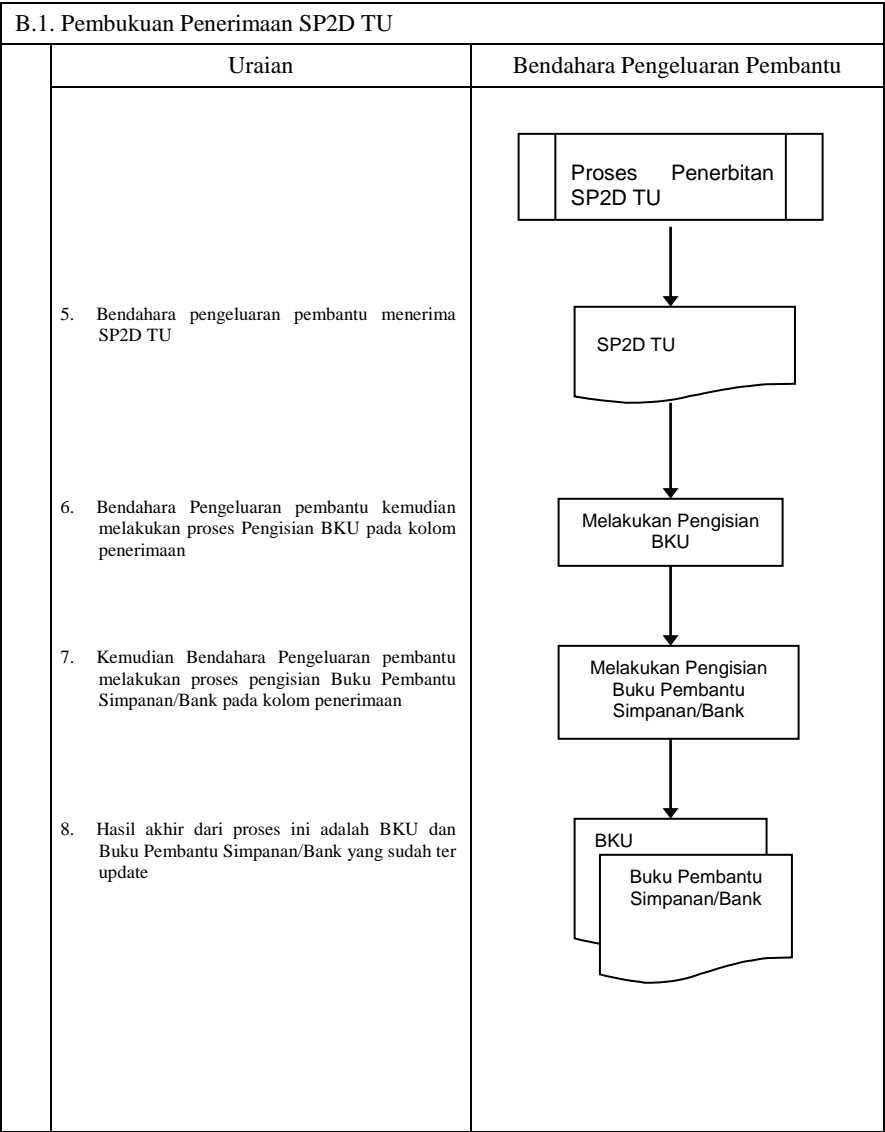 B.1. Pembukuan Penerimaan SP2D TU
Uraian
Bendahara Pengeluaran Pembantu
Proses Penerbitan
SP2D TU
5. Bendahara pengeluaran pembantu menerima
SP2D TU
SP2D TU
6. Bendahara Pengeluaran pembantu kemudian
melakukan proses Pengisian BKU pada kolom
penerimaan
Melakukan Pengisian
BKU
7. Kemudian Bendahara Pengeluaran pembantu
melakukan proses pengisian Buku Pembantu
Simpanan/Bank pada kolom penerimaan
Melakukan Pengisian
Buku Pembantu
Simpanan/Bank
8. Hasil akhir dari proses ini adalah BKU dan
Buku Pembantu Simpanan/Bank yang sudah ter
update
BKU
Buku Pembantu
Simpanan/Bank